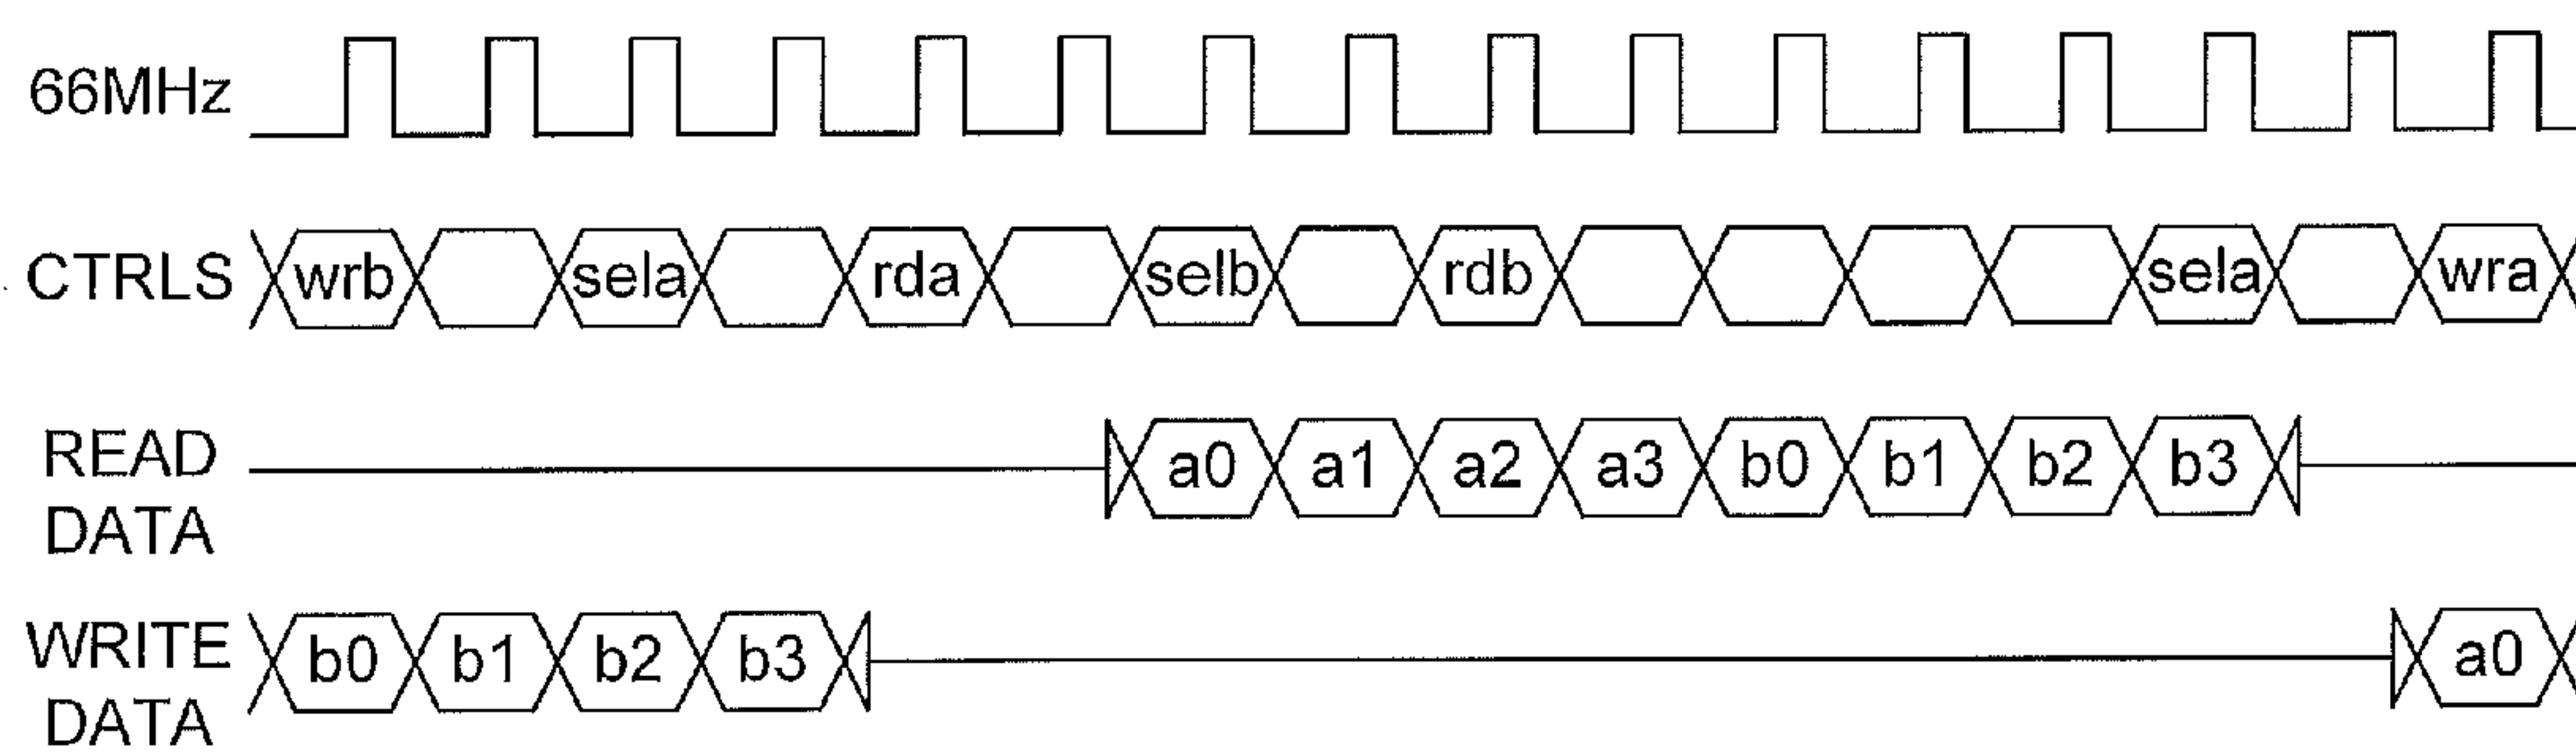 66MHz
CTRLS wrb sela rda selb rdb sela wra
READ DATA a0 a1 a2 a3 b0 b1 b2 b3
WRITE DATA b0 b1 b2 b3 a0